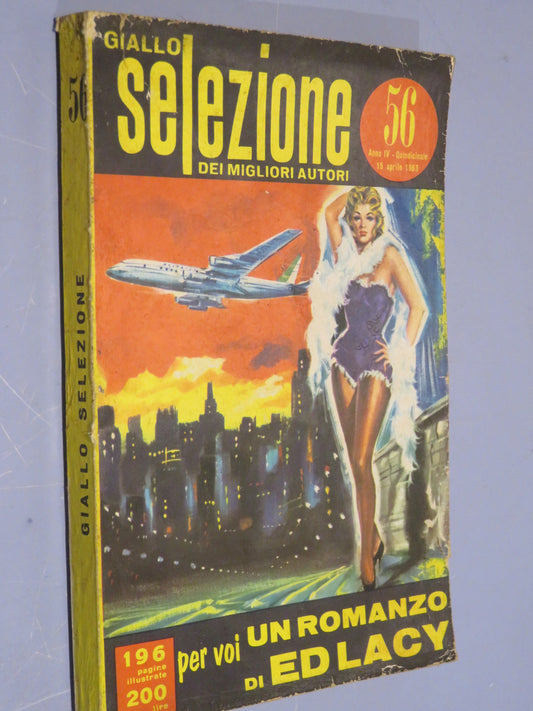 GIALLO
selezione
DEI MIGLIORI AUTORI
56
Anno IV - Quindicinale
15 aprile 1963
56
GIALLO SELEZIONE
196
pagine
illustrate
200
lire
per voi UN ROMANZO
DI ED LACY